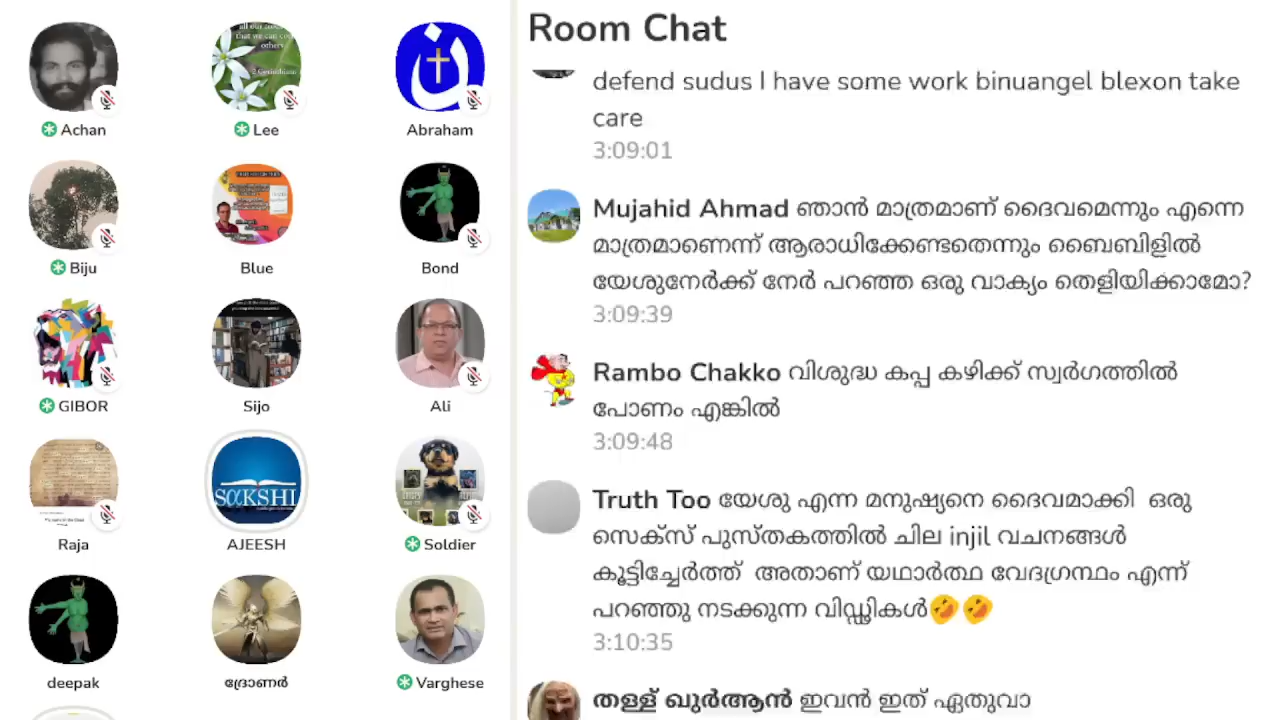 Achan
Lee
Abraham
Biju
Blue
Bond
GIBOR
Sijo
Ali
Raja
SαKSHI
AJEESH
Soldier
deepak
ദ്രോണർ
Varghese
Room Chat
defend sudus I have some work binuangel blexon take
care
3:09:01
Mujahid Ahmad ഞാൻ മാത്രമാണ് ദൈവമെന്നും എന്നെ
മാത്രമാണെന്ന് ആരാധിക്കേണ്ടതെന്നും ബൈബിളിൽ
യേശുനേർക്ക് നേർ പറഞ്ഞ ഒരു വാക്യം തെളിയിക്കാമോ?
3:09:39
Rambo Chakko വിശുദ്ധ കപ്പ കഴിക്ക് സ്വർഗത്തിൽ
പോണം എങ്കിൽ
3:09:48
Truth Too യേശു എന്ന മനുഷ്യനെ ദൈവമാക്കി ഒരു
സെക്സ് പുസ്തകത്തിൽ ചില injil വചനങ്ങൾ
കൂട്ടിച്ചേർത്ത് അതാണ് യഥാർത്ഥ വേദഗ്രന്ഥം എന്ന്
പറഞ്ഞു നടക്കുന്ന വിഡ്ഢികൾ🤣🤣
3:10:35
തള്ള് ഖുർആൻ ഇവൻ ഇത് ഏതുവാ